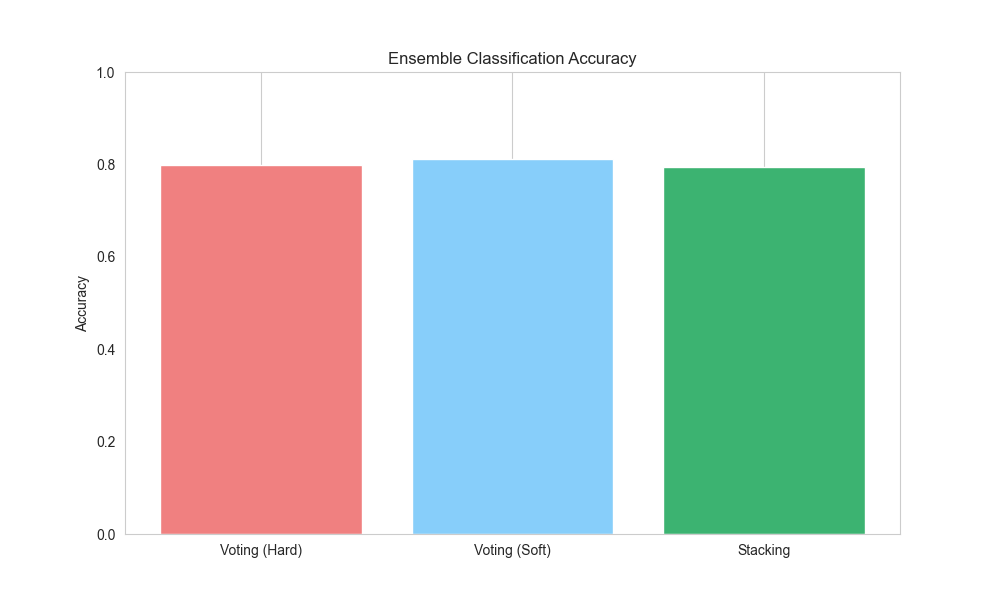 Ensemble Classification Accuracy
1.0
0.8
0.6
0.4
0.2
0.0
Accuracy
Voting (Hard) Voting (Soft) Stacking